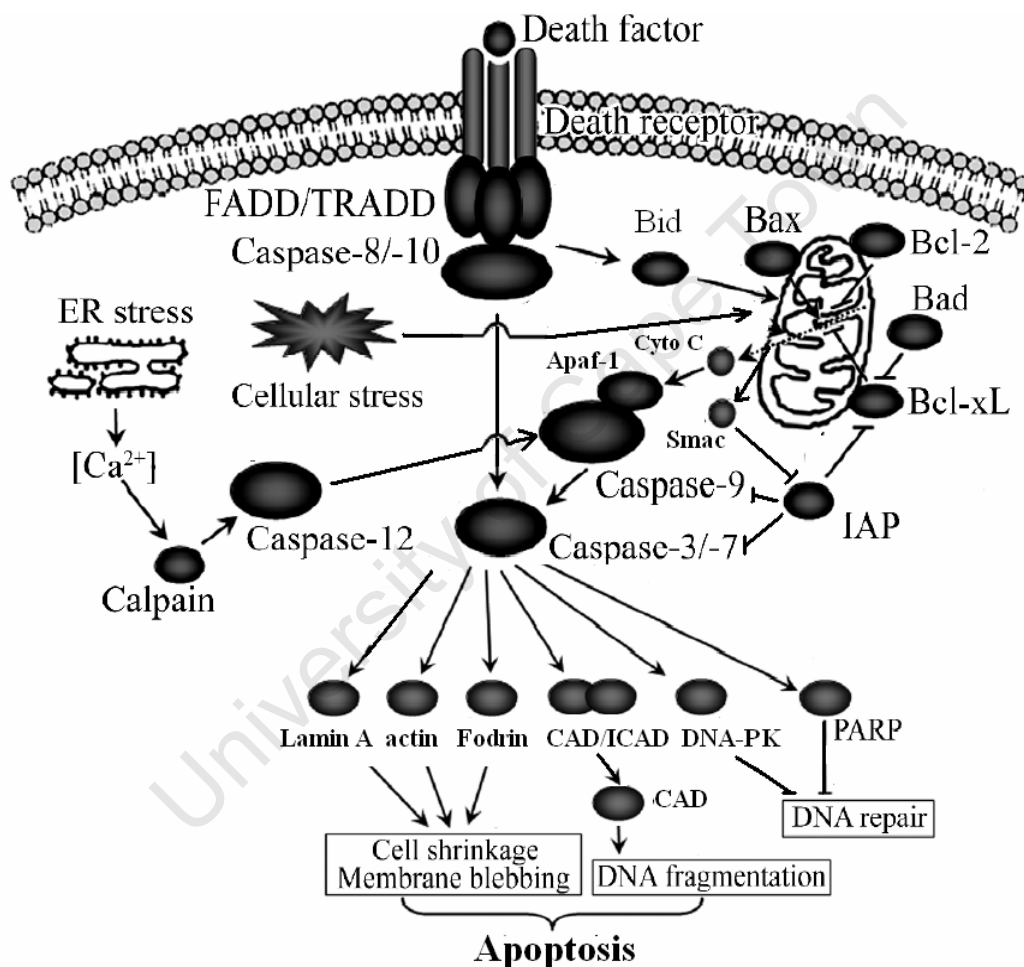 Death factor
Death receptor
FADD/TRADD
Caspase-8/-10
Bid
Bax
Bcl-2
ER stress
Bad
Cyto C
Apaf-1
Cellular stress
Bcl-xL
Smac
[Ca²⁺]
Caspase-9
IAP
Caspase-12
Caspase-3/-7
Calpain
Lamin A actin Fodrin CAD/ICAD DNA-PK PARP
CAD
DNA repair
Cell shrinkage
Membrane blebbing
DNA fragmentation
Apoptosis
University of Cape Town